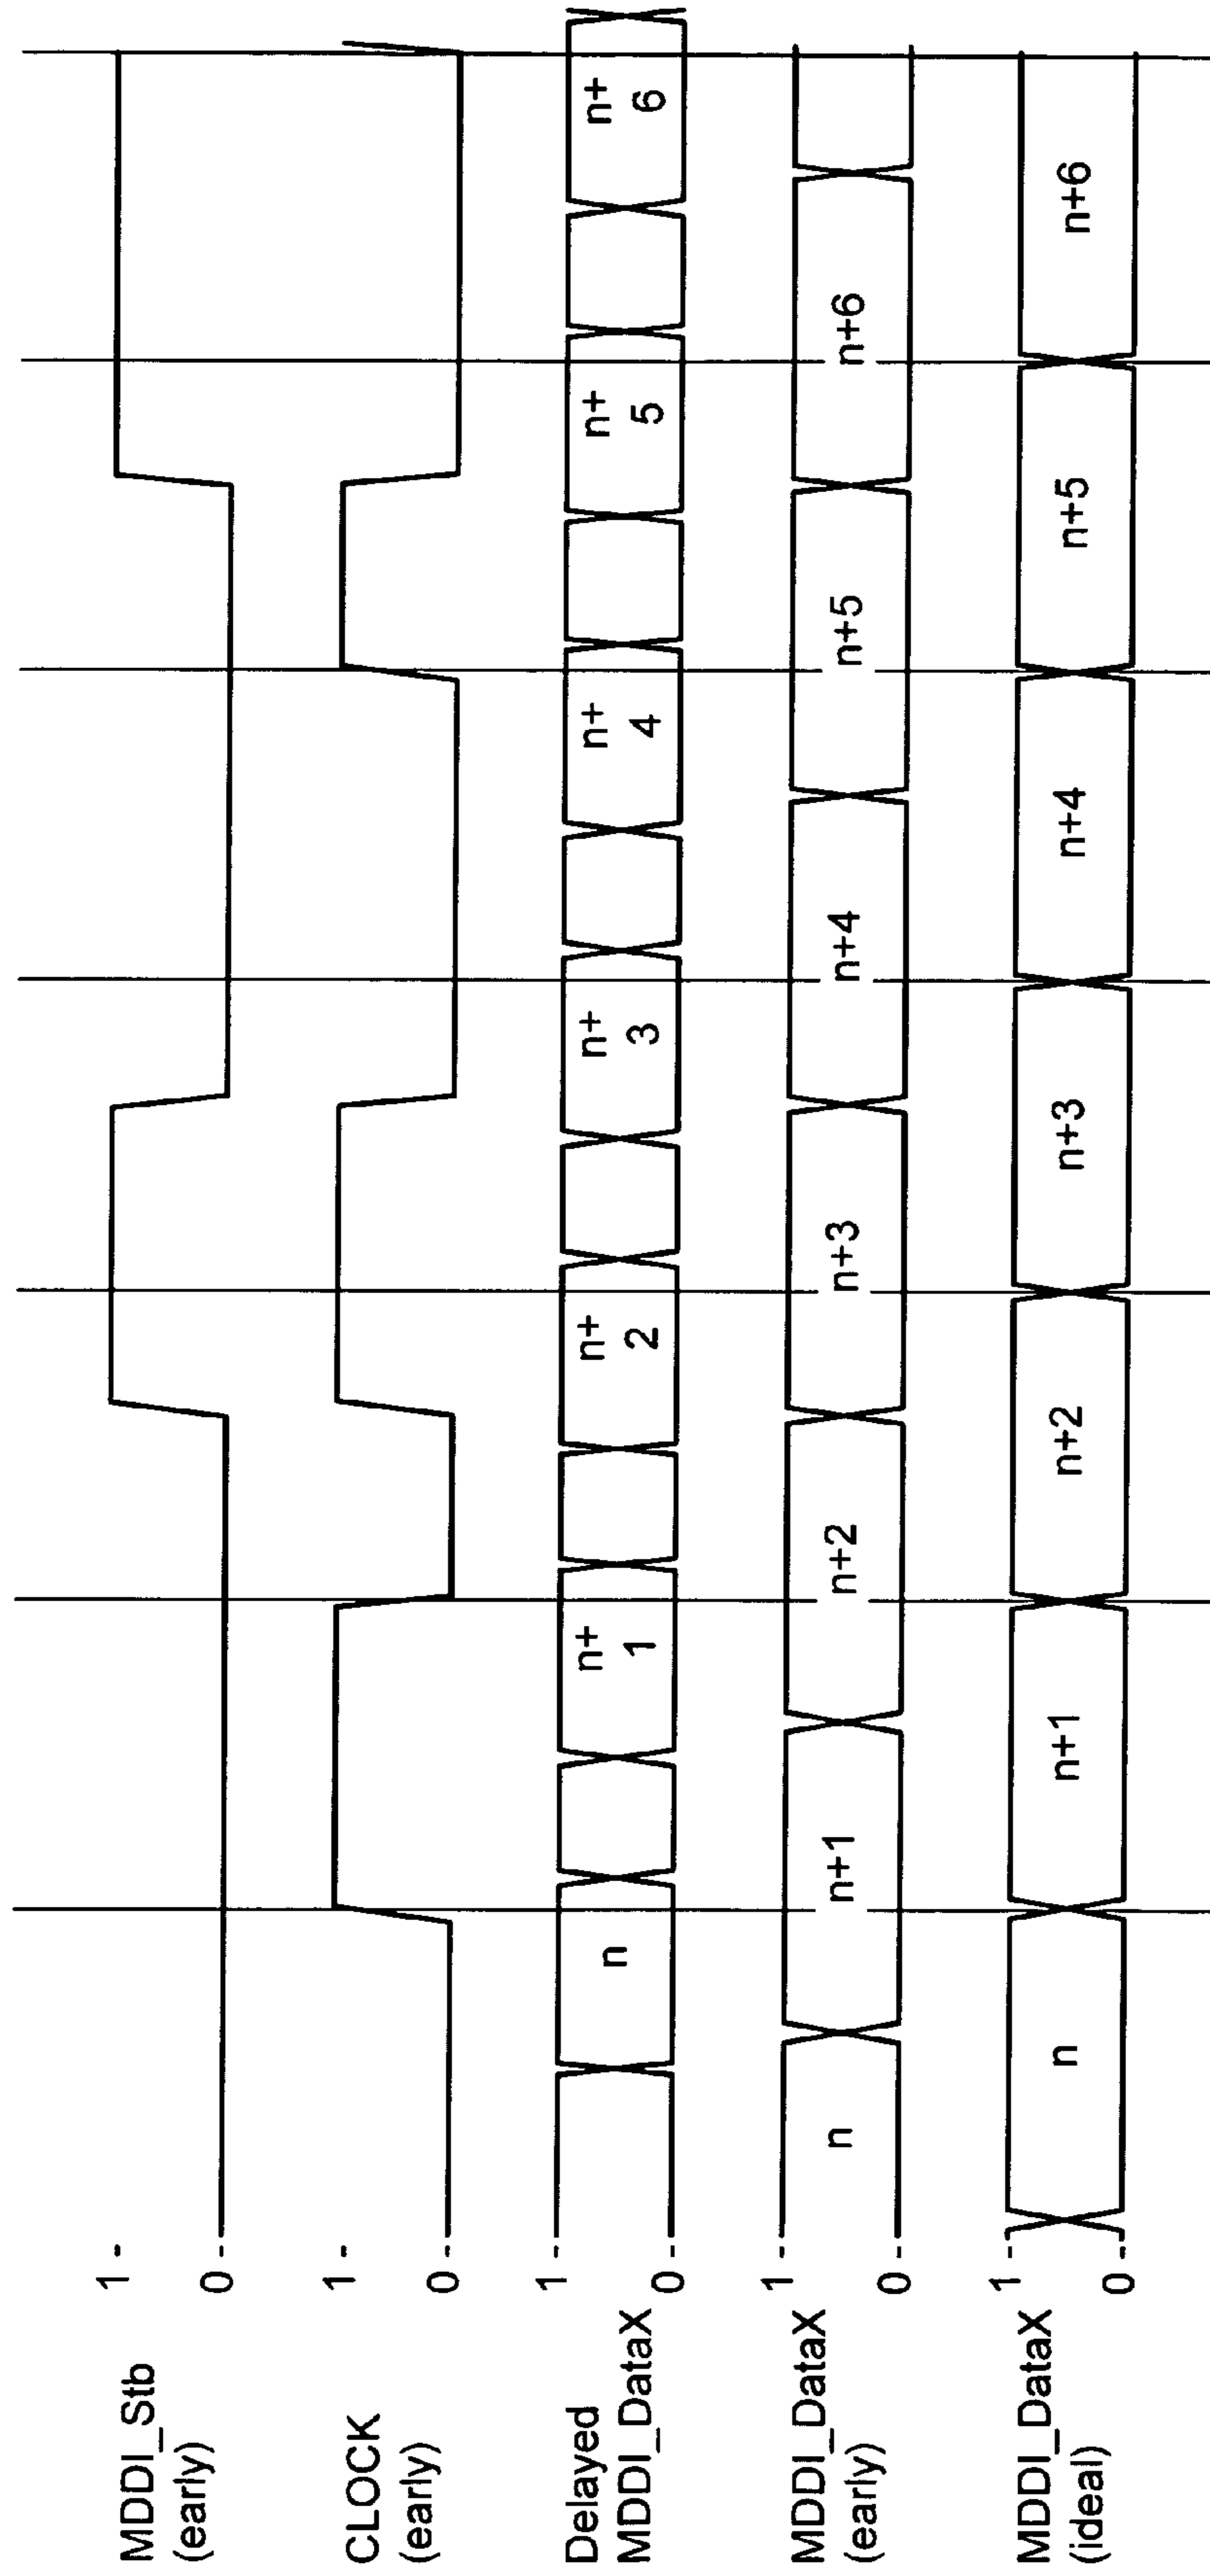 MDDI_Stb
(early)
1
0
CLOCK
(early)
1
0
Delayed
MDDI_DataX
1
0
n
n+
1
n+
2
n+
3
n+
4
n+
5
n+
6
MDDI_DataX
(early)
1
0
n
n+1
n+2
n+3
n+4
n+5
n+6
MDDI_DataX
(ideal)
1
0
n
n+1
n+2
n+3
n+4
n+5
n+6